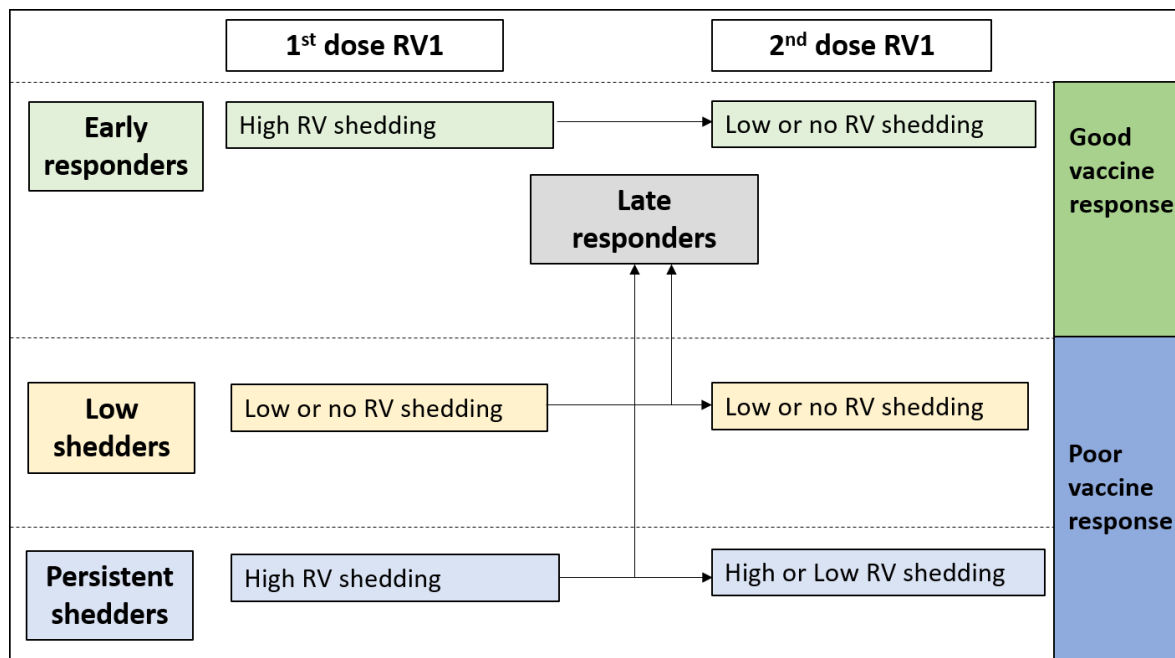 1st dose RV1
2nd dose RV1
Early
responders
High RV shedding
Low or no RV shedding
Good
vaccine
response
Late
responders
Low
shedders
Low or no RV shedding
Low or no RV shedding
Poor
vaccine
response
Persistent
shedders
High RV shedding
High or Low RV shedding